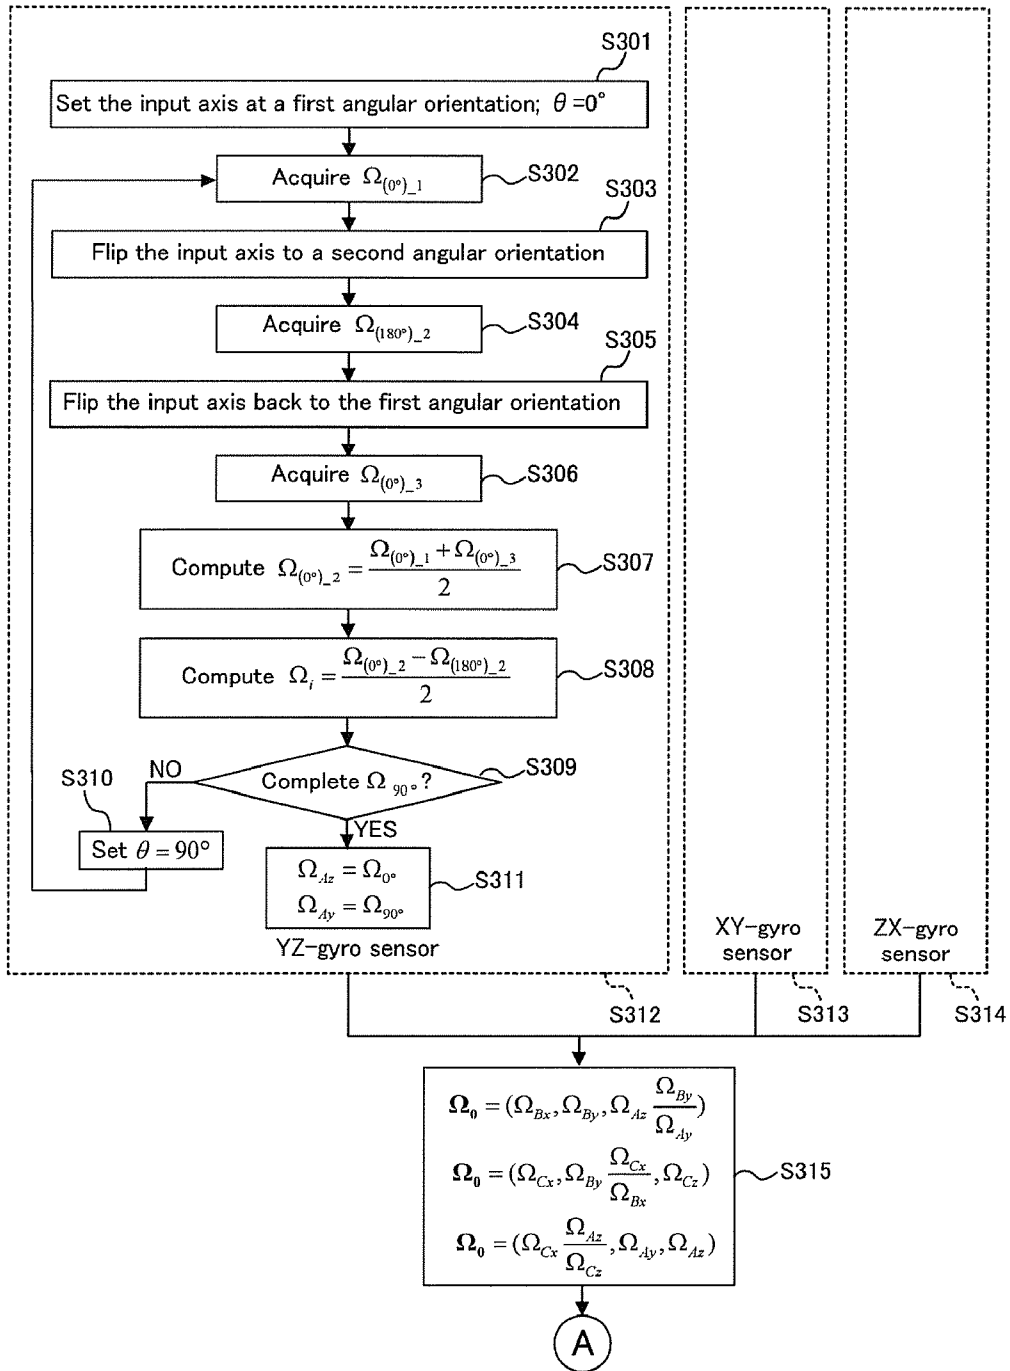 S301
Set the input axis at a first angular orientation; θ=0°
Acquire Ω(0°)_1
S302
S303
Flip the input axis to a second angular orientation
Acquire Ω(180°)_2
S304
S305
Flip the input axis back to the first angular orientation
Acquire Ω(0°)_3
S306
Compute Ω(0°)_2 = (Ω(0°)_1 + Ω(0°)_3) / 2
S307
Compute Ωi = (Ω(0°)_2 − Ω(180°)_2) / 2
S308
S309
Complete Ω 90°?
NO
YES
S310
Set θ = 90°
ΩAz = Ω0°
ΩAy = Ω90°
S311
YZ-gyro sensor
XY-gyro
sensor
ZX-gyro
sensor
S312
S313
S314
Ω0 = (ΩBx, ΩBy, ΩAz ΩBy/ΩAy)
Ω0 = (ΩCx, ΩBy ΩCx/ΩBx, ΩCz)
Ω0 = (ΩCx ΩAz/ΩCz, ΩAy, ΩAz)
S315
A